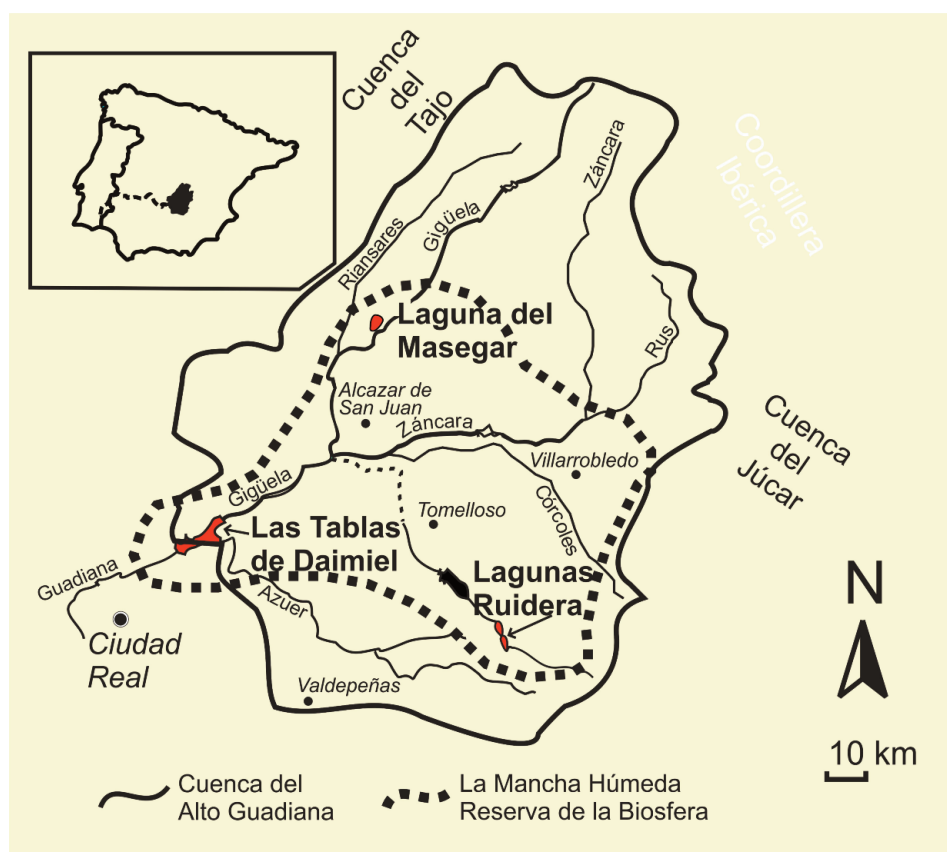 Cuenca
del
Tajo
Coordillera
Ibérica
Záncara
Gigüela
Riansares
Laguna del
Masegar
Rus
Alcazar de
San Juan
Záncara
Cuenca
del
Júcar
Villarrobledo
Gigüela
Córcoles
Tomelloso
Las Tablas
de Daimiel
Lagunas
Ruidera
Guadiana
Azuer
N
Ciudad
Real
Valdepeñas
10 km
Cuenca del
Alto Guadiana
La Mancha Húmeda
Reserva de la Biosfera